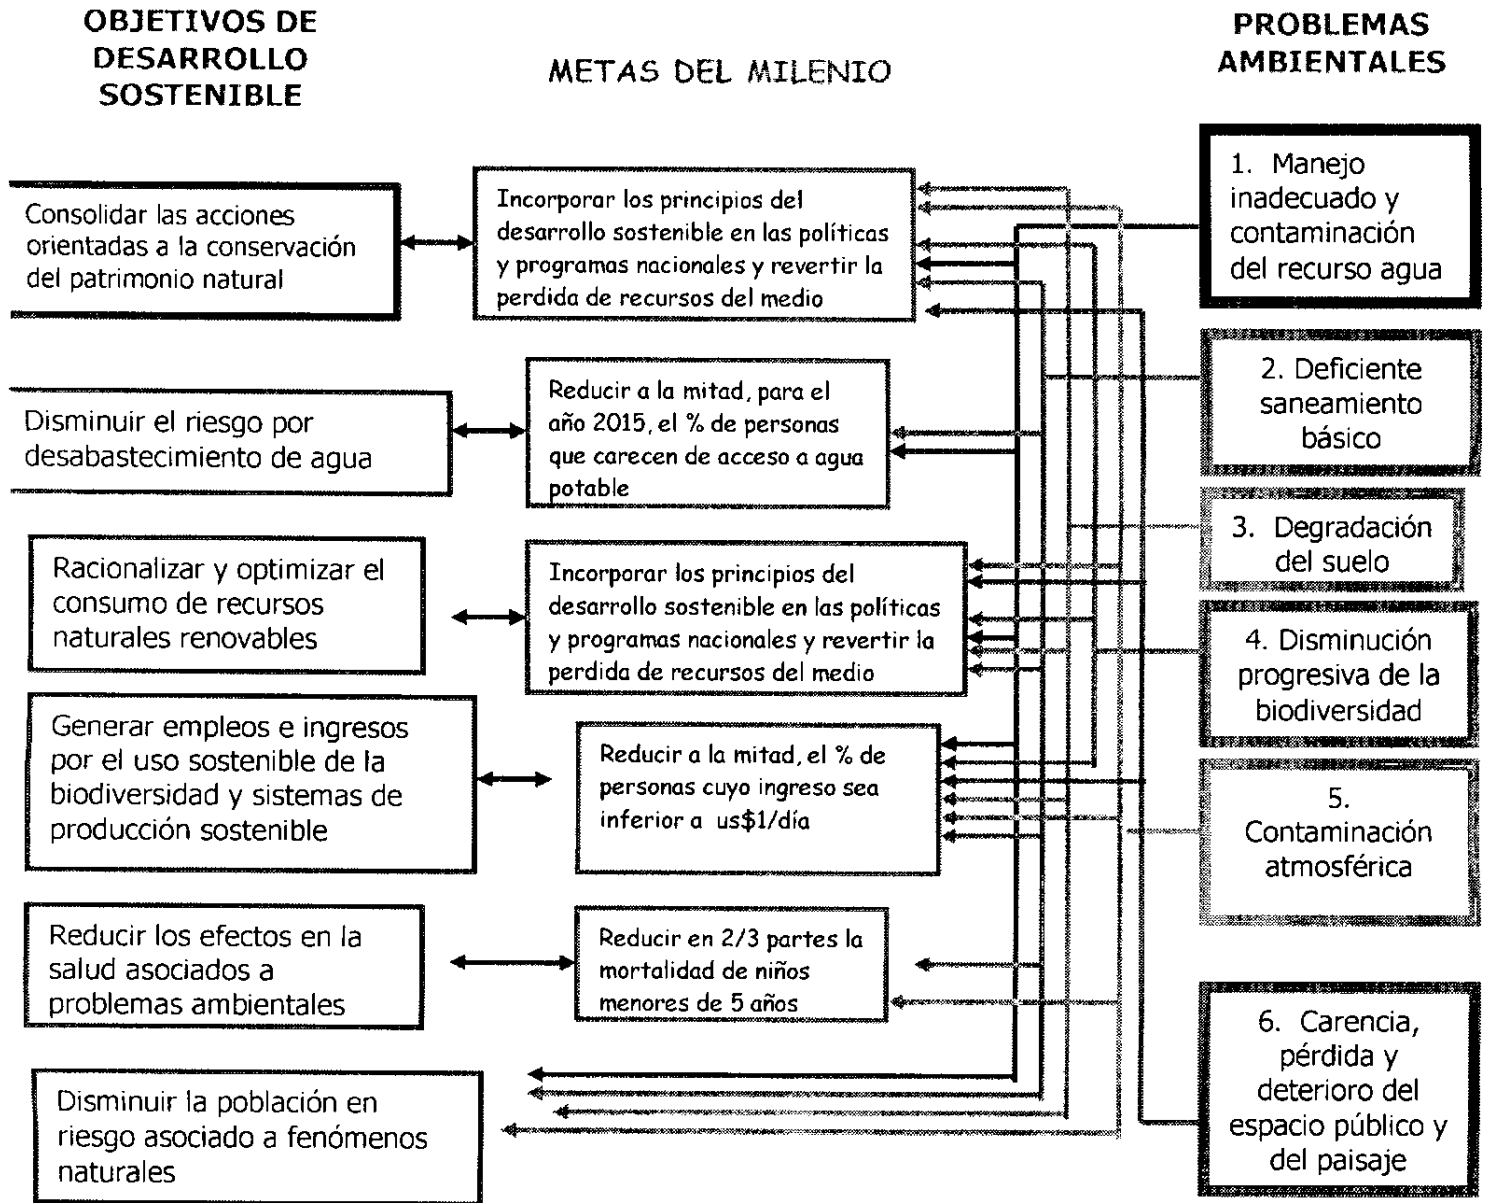 OBJETIVOS DE
DESARROLLO
SOSTENIBLE
METAS DEL MILENIO
PROBLEMAS
AMBIENTALES
Consolidar las acciones
orientadas a la conservación
del patrimonio natural
Incorporar los principios del
desarrollo sostenible en las políticas
y programas nacionales y revertir la
perdida de recursos del medio
1. Manejo
inadecuado y
contaminación
del recurso agua
Disminuir el riesgo por
desabastecimiento de agua
Reducir a la mitad, para el
año 2015, el % de personas
que carecen de acceso a agua
potable
2. Deficiente
saneamiento
básico
3. Degradación
del suelo
Racionalizar y optimizar el
consumo de recursos
naturales renovables
Incorporar los principios del
desarrollo sostenible en las políticas
y programas nacionales y revertir la
perdida de recursos del medio
4. Disminución
progresiva de la
biodiversidad
Generar empleos e ingresos
por el uso sostenible de la
biodiversidad y sistemas de
producción sostenible
Reducir a la mitad, el % de
personas cuyo ingreso sea
inferior a us$1/día
5.
Contaminación
atmosférica
Reducir los efectos en la
salud asociados a
problemas ambientales
Reducir en 2/3 partes la
mortalidad de niños
menores de 5 años
6. Carencia,
pérdida y
deterioro del
espacio público y
del paisaje
Disminuir la población en
riesgo asociado a fenómenos
naturales